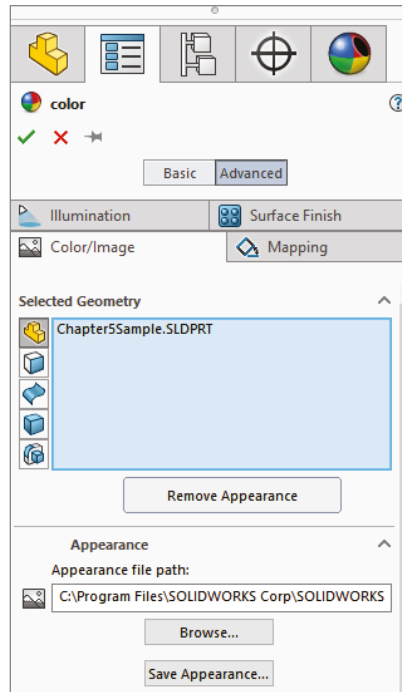 color
Basic Advanced
Illumination Surface Finish
Color/Image Mapping
Selected Geometry
Chapter5Sample.SLDPRT
Remove Appearance
Appearance
Appearance file path:
C:\Program Files\SOLIDWORKS Corp\SOLIDWORKS
Browse...
Save Appearance...